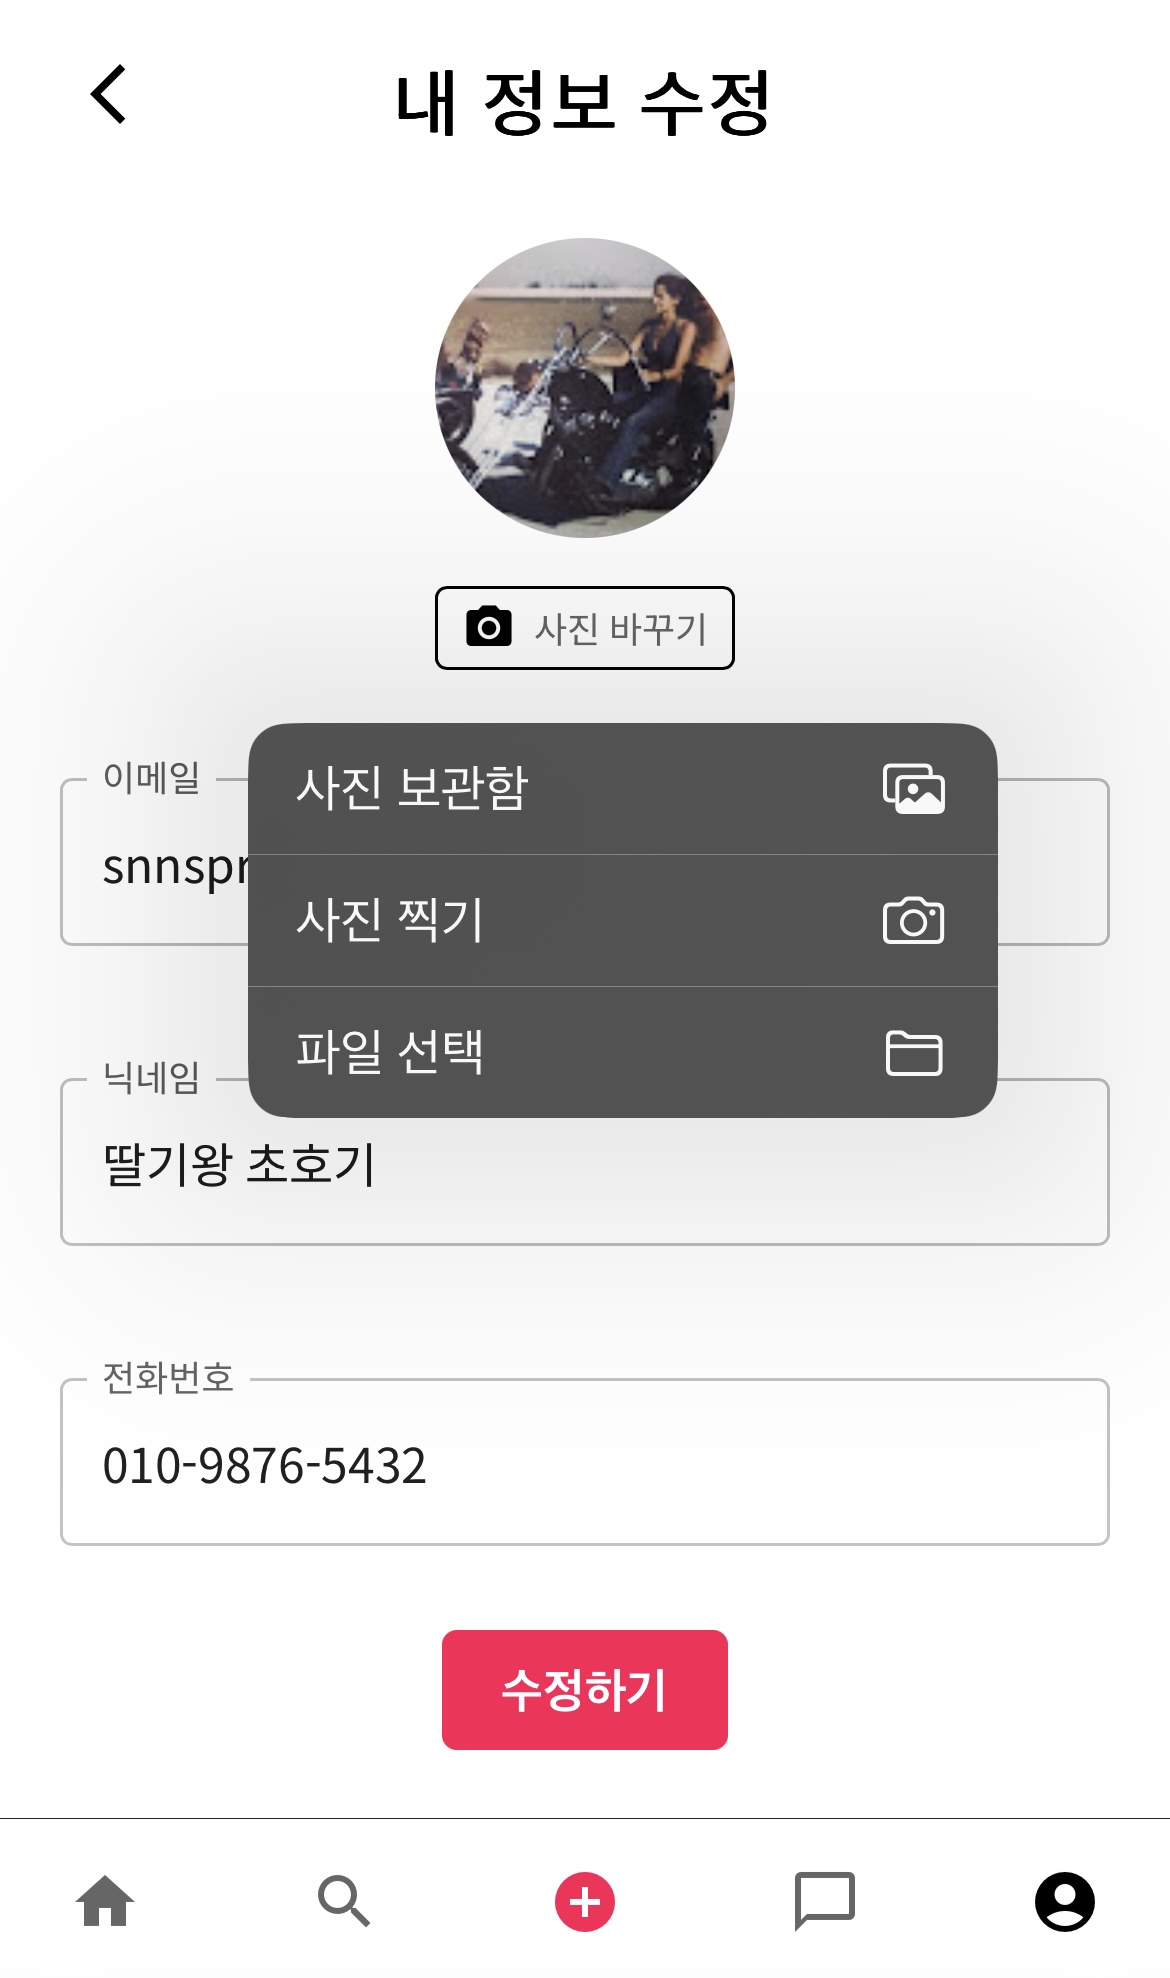 내 정보 수정
사진 바꾸기
사진 보관함
사진 찍기
파일 선택
이메일
닉네임
딸기왕 초호기
전화번호
010-9876-5432
수정하기